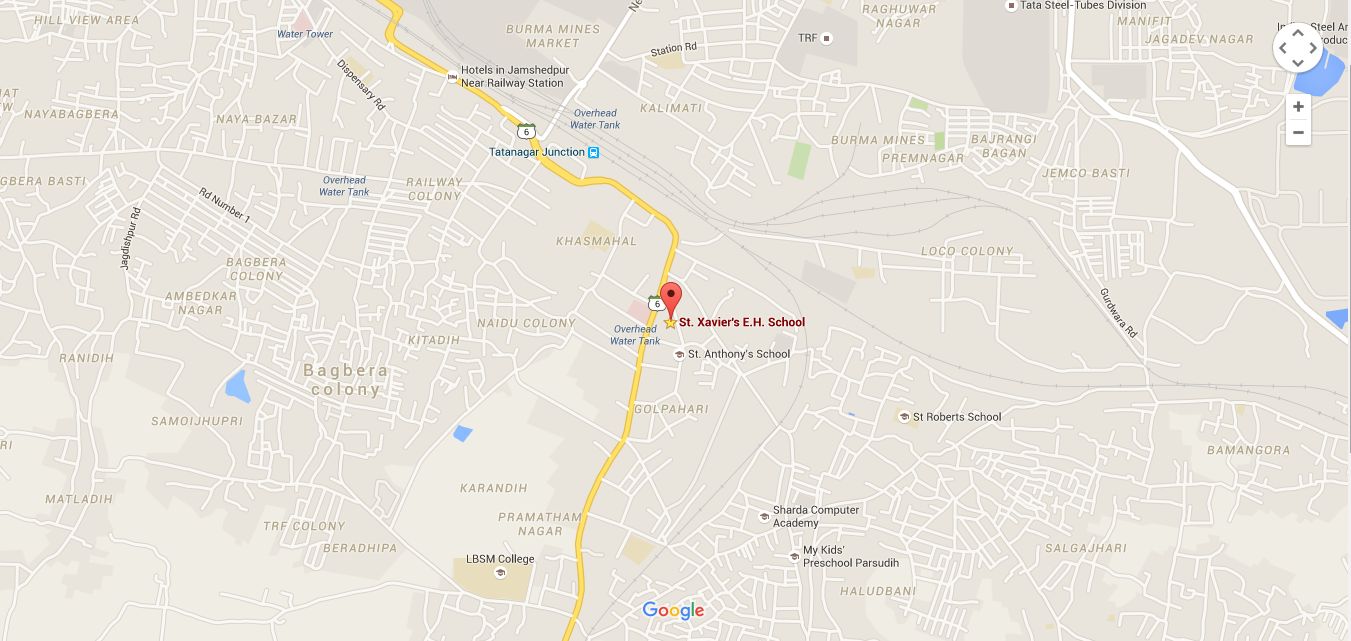 HILL VIEW AREA
Water Tower
BURMA MINES
MARKET
Station Rd
TRF
RAGHUWAR
NAGAR
Tata Steel-Tubes Division
MANIFIT
JAGADEV NAGAR
Dispensary Rd
Hotels in Jamshedpur
Near Railway Station
NAYABAGBERA
NAYA BAZAR
6
Overhead
Water Tank
KALIMATI
BURMA MINES
PREMNAGAR
BAJRANGI
BAGAN
Tatanagar Junction
JEMCO BASTI
GBERA BASTI
Rd Number 1
Overhead
Water Tank
RAILWAY
COLONY
Jagdishpur Rd
KHASMAHAL
LOCO COLONY
BAGBERA
COLONY
AMBEDKAR
NAGAR
Gurdwara Rd
6
NAIDU COLONY
St. Xavier's E.H. School
Overhead
Water Tank
KITADIH
RANIDIH
St. Anthony's School
Bagbera
colony
GOLPAHARI
SAMOIJHUPRI
St Roberts School
BAMANGORA
KARANDIH
MATLADIH
PRAMATHAM
NAGAR
Sharda Computer
Academy
TRF COLONY
BERADHIPA
LBSM College
My Kids'
Preschool Parsudih
SALGAJHARI
HALUDBANI
Google